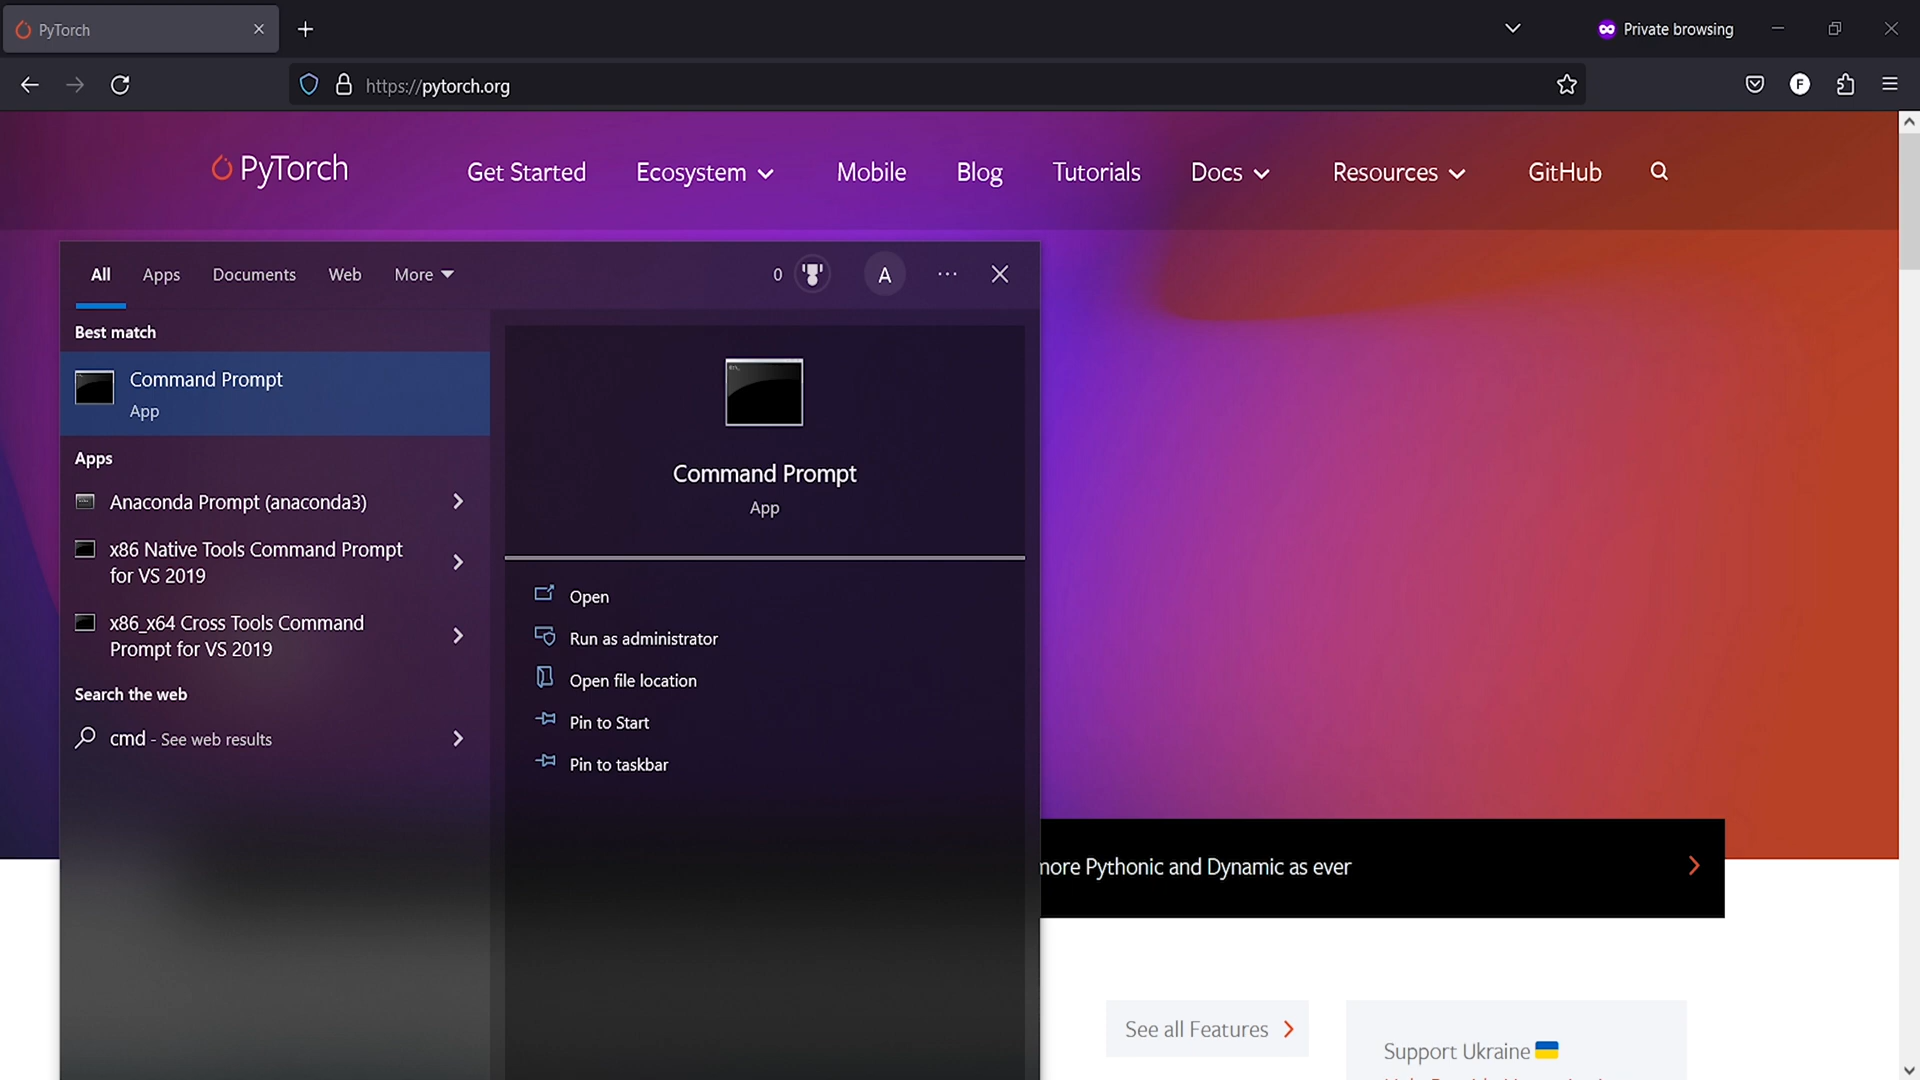 PyTorch
Private browsing
https://pytorch.org
F
PyTorch
Get Started
Ecosystem
Mobile
Blog
Tutorials
Docs
Resources
GitHub
All
Apps
Documents
Web
More
0
A
Best match
Command Prompt
App
Apps
Anaconda Prompt (anaconda3)
x86 Native Tools Command Prompt
for VS 2019
x86_x64 Cross Tools Command
Prompt for VS 2019
Search the web
cmd - See web results
Command Prompt
App
Open
Run as administrator
Open file location
Pin to Start
Pin to taskbar
more Pythonic and Dynamic as ever
See all Features
Support Ukraine